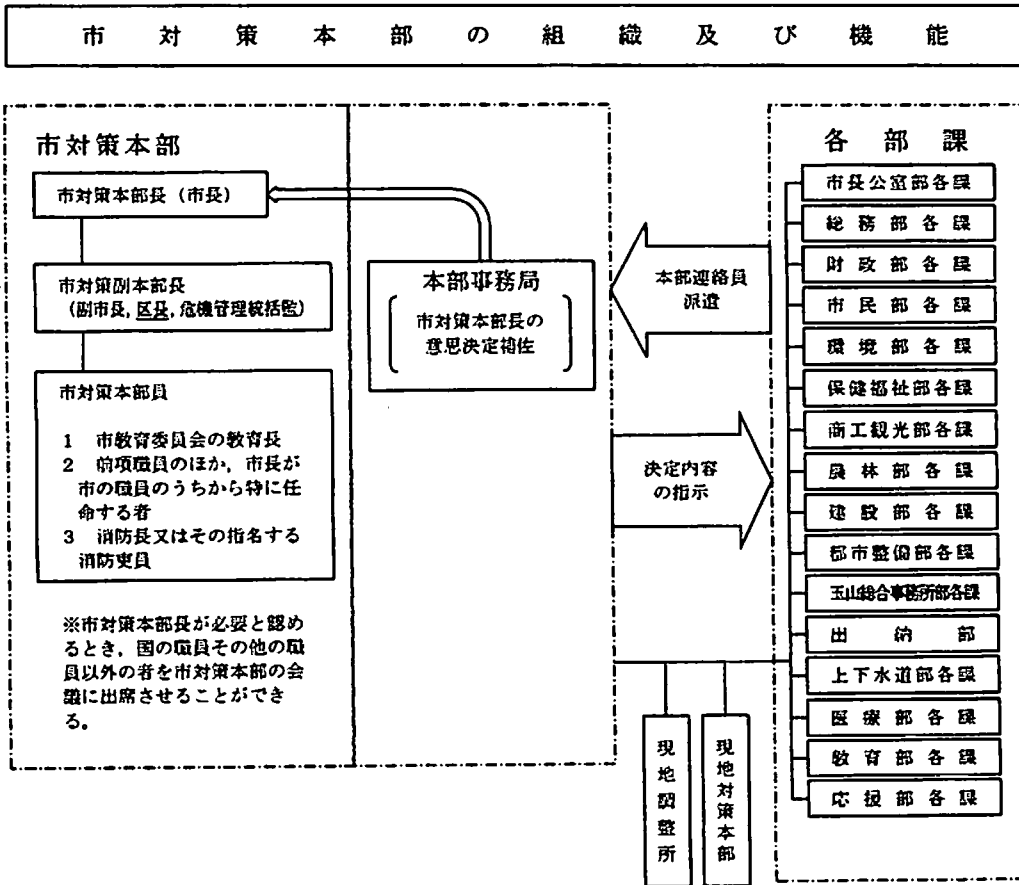 市対策本部の組織及び機能
市対策本部
市対策本部長（市長）
市対策副本部長
（副市長，区長，危機管理統括監）
市対策本部員
1　市教育委員会の教育長
2　前項職員のほか，市長が
市の職員のうちから特に任
命する者
3　消防長又はその指名する
消防吏員
※市対策本部長が必要と認め
るとき，国の職員その他の職
員以外の者を市対策本部の会
議に出席させることができ
る。
本部事務局
市対策本部長の
意思決定補佐
本部連絡員
派遣
決定内容
の指示
現地調整所
現地対策本部
各部課
市長公室部各課
総務部各課
財政部各課
市民部各課
環境部各課
保健福祉部各課
商工観光部各課
農林部各課
建設部各課
都市整備部各課
玉山総合事務所部各課
出納部
上下水道部各課
医療部各課
教育部各課
応援部各課